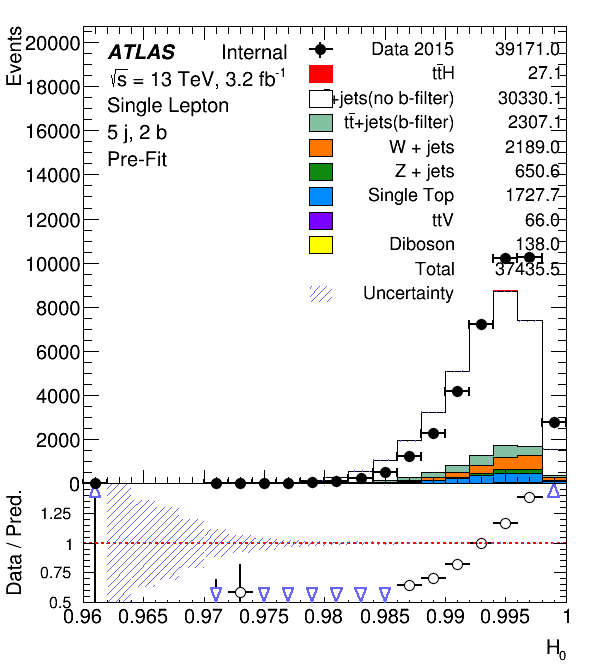 Events
20000
18000
16000
14000
12000
10000
8000
6000
4000
2000
0
ATLAS Internal
√s = 13 TeV, 3.2 fb⁻¹
Single Lepton
5 j, 2 b
Pre-Fit
Data 2015 39171.0
tt̄H 27.1
+jets(no b-filter) 30330.1
tt̄+jets(b-filter) 2307.1
W + jets 2189.0
Z + jets 650.6
Single Top 1727.7
ttV 66.0
Diboson 138.0
Total 37435.5
Uncertainty
Data / Pred.
1.25
1
0.75
0.5
0.96 0.965 0.97 0.975 0.98 0.985 0.99 0.995 1
H₀